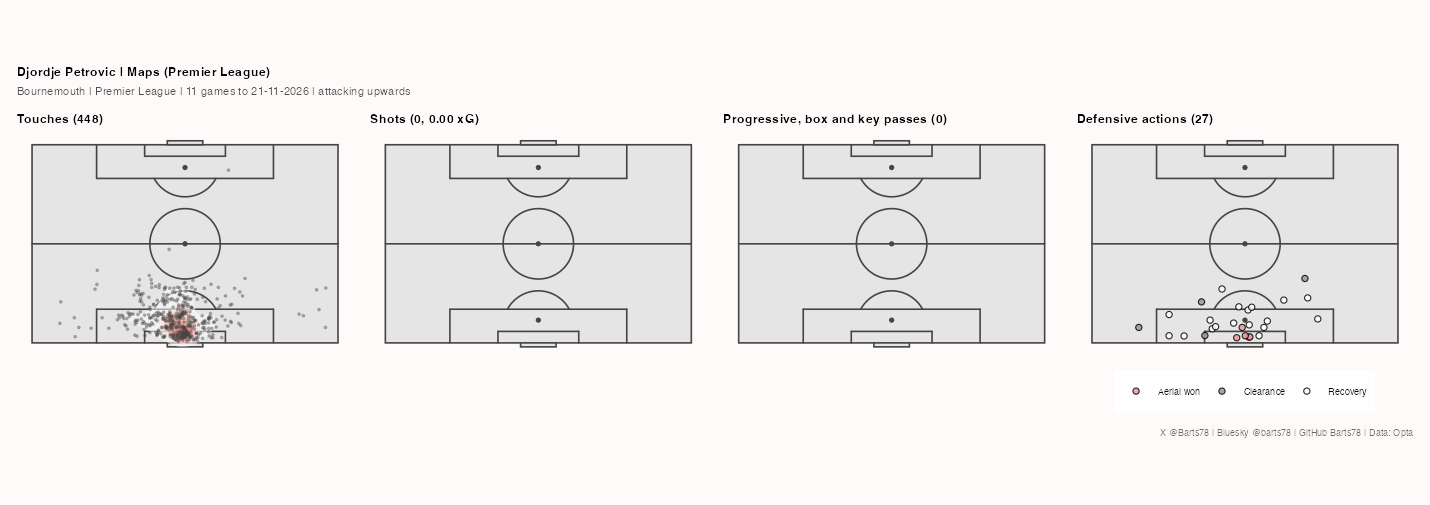 Djordje Petrovic | Maps (Premier League)
Bournemouth | Premier League | 11 games to 21-11-2026 | attacking upwards
Touches (448)
Shots (0, 0.00 xG)
Progressive, box and key passes (0)
Defensive actions (27)
Aerial won
Clearance
Recovery
X @Barts78 | Bluesky @barts78 | GitHub Barts78 | Data: Opta